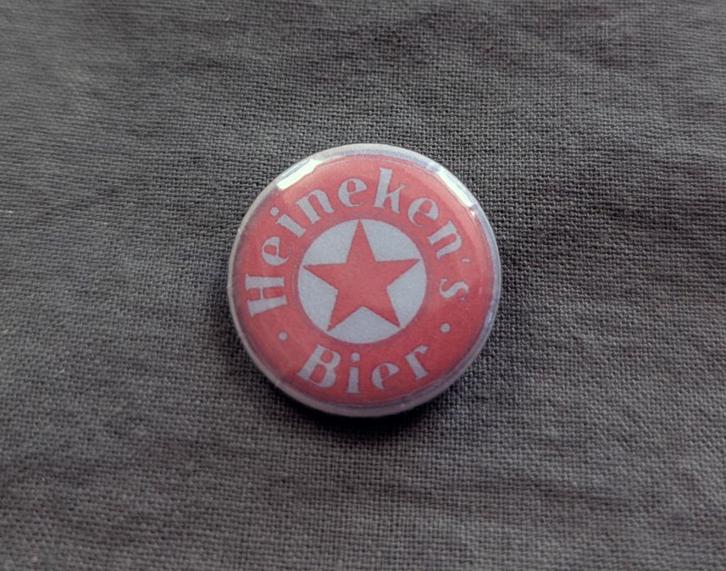 Heineken's
· Bier ·